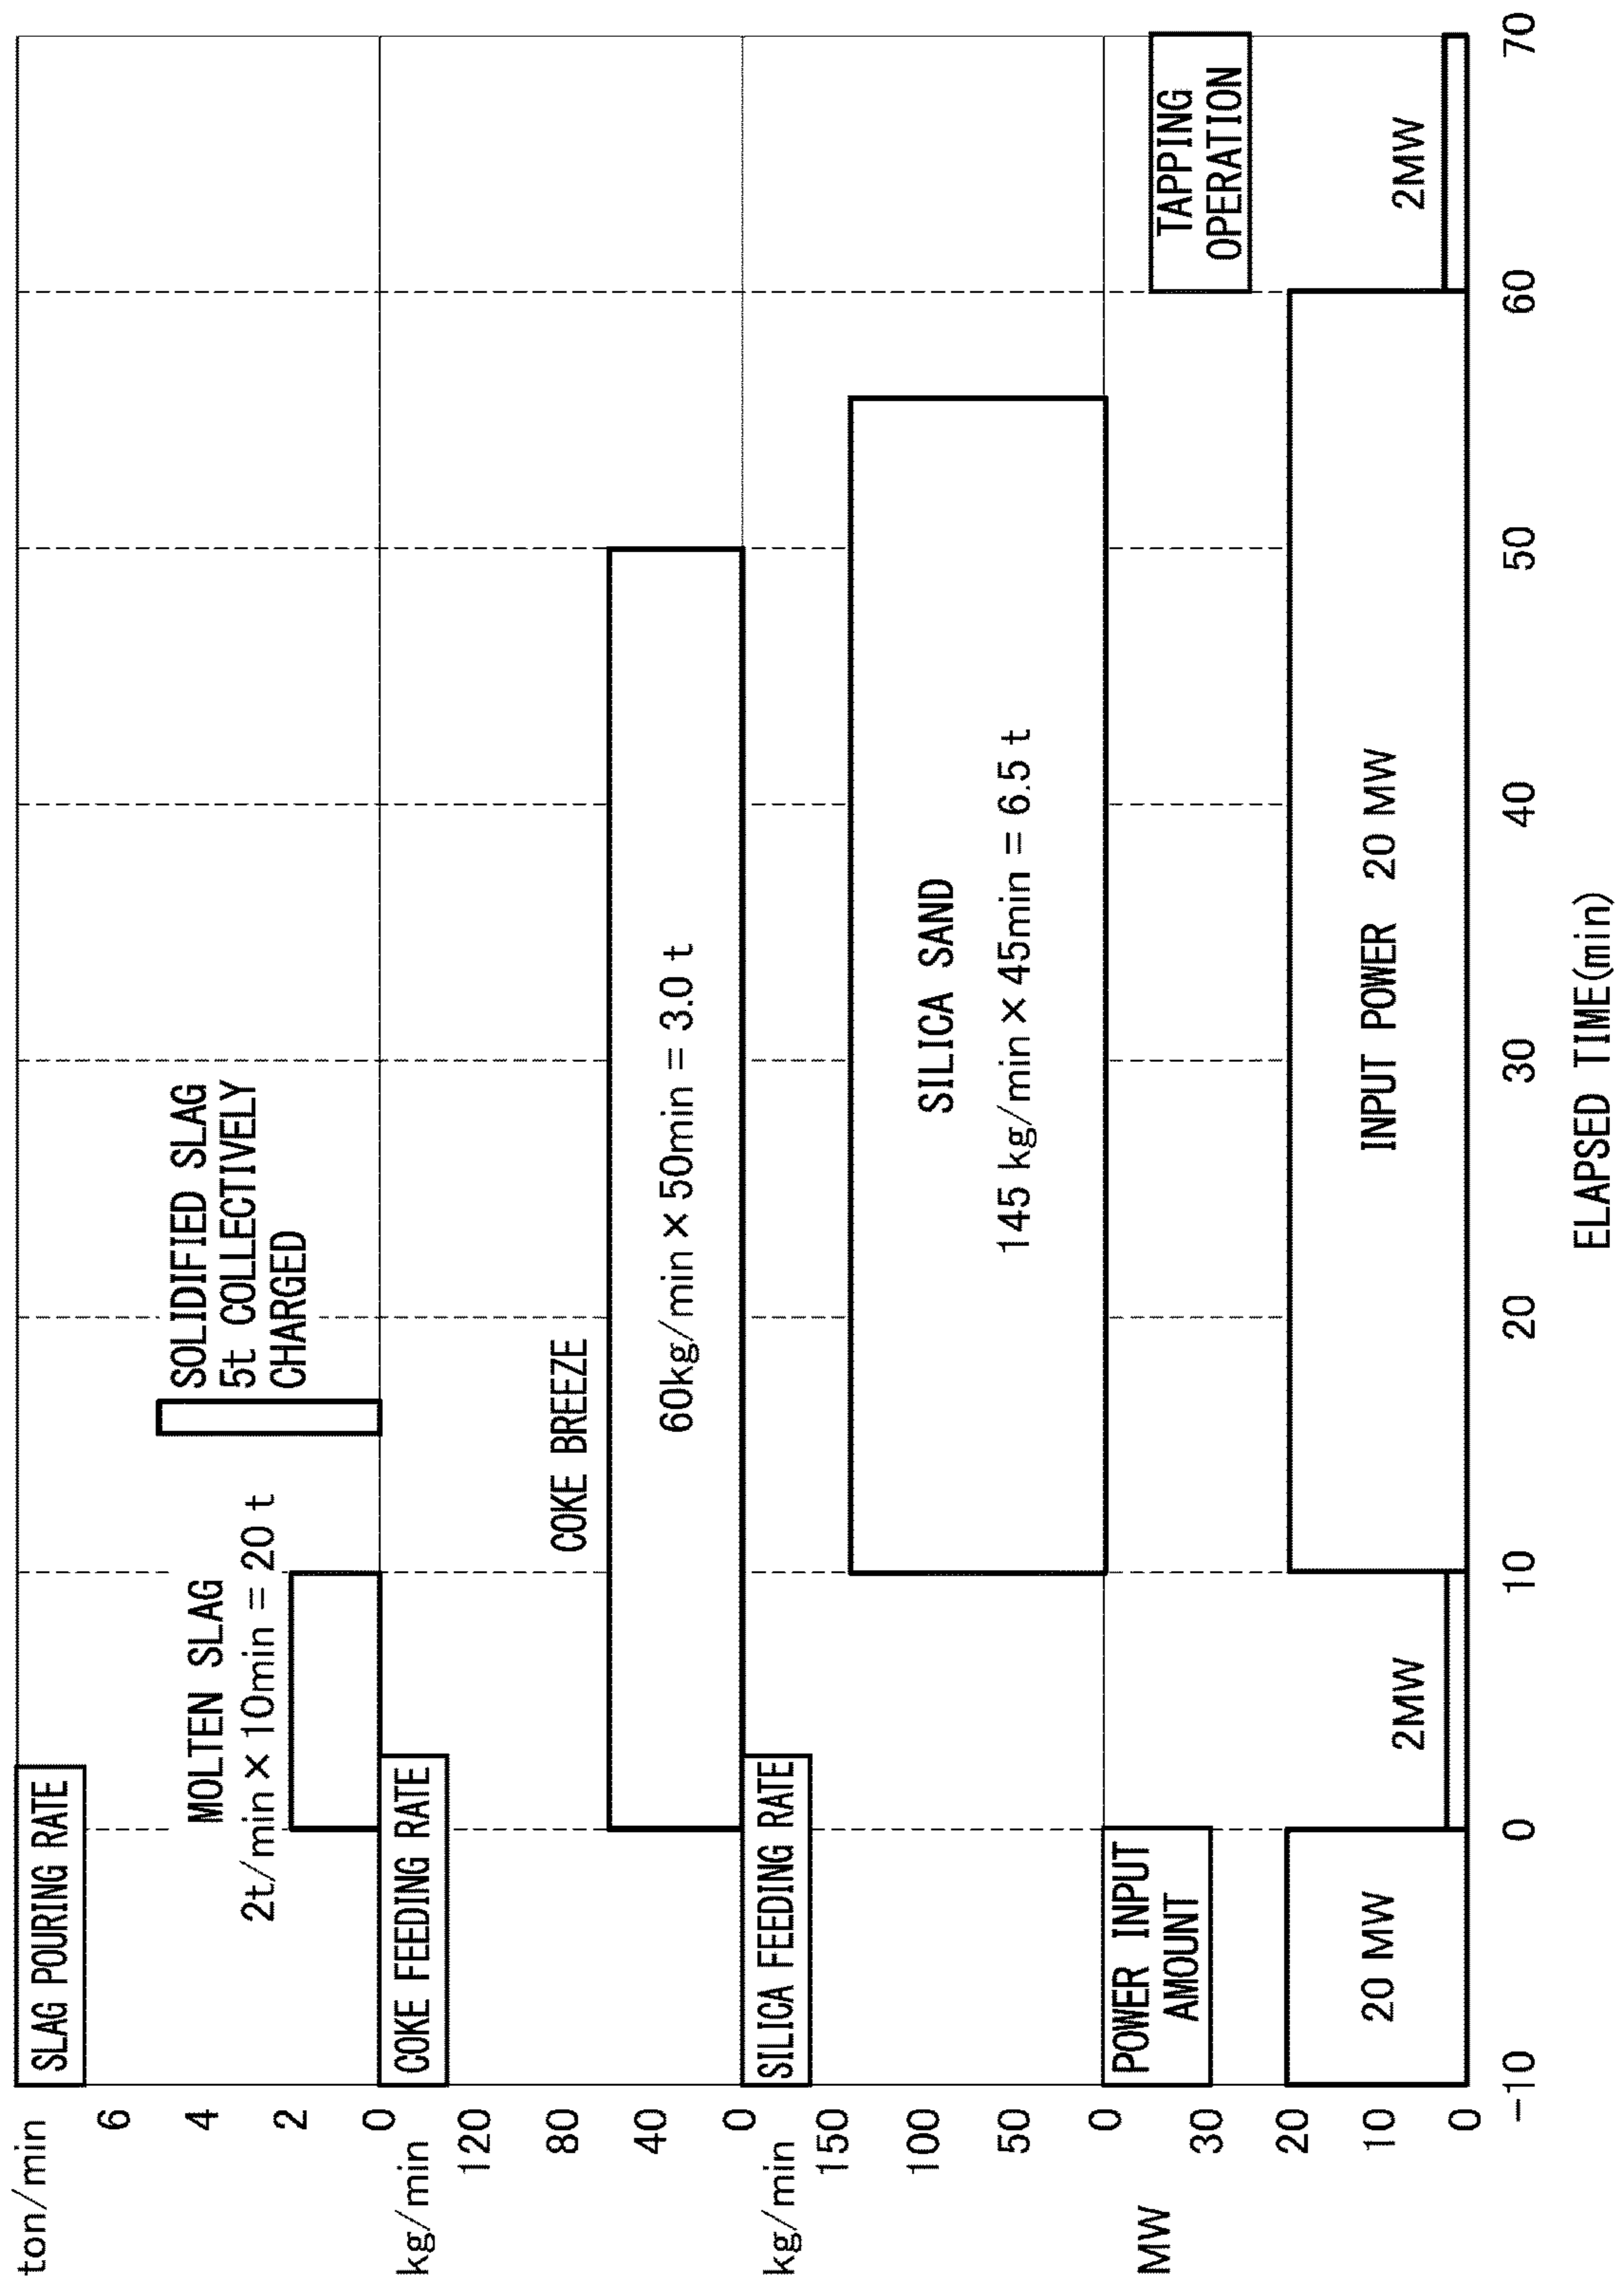 ton/min
SLAG POURING RATE
6
4
2
0
MOLTEN SLAG
2t/min×10min = 20 t
SOLIDIFIED SLAG
5t COLLECTIVELY
CHARGED
kg/min
COKE FEEDING RATE
120
80
40
0
COKE BREEZE
60kg/min×50min = 3.0 t
kg/min
SILICA FEEDING RATE
150
100
50
0
SILICA SAND
145 kg/min×45min = 6.5 t
MW
POWER INPUT
AMOUNT
30
20
10
0
20 MW
2MW
INPUT POWER 20 MW
TAPPING
OPERATION
2MW
-10
0
10
20
30
40
50
60
70
ELAPSED TIME(min)